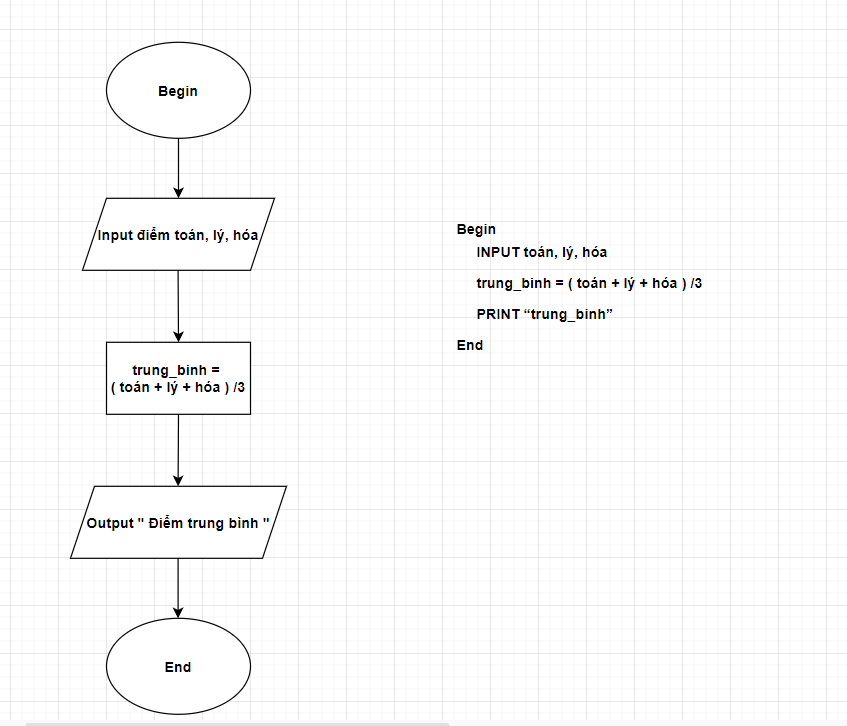 Begin
Input điểm toán, lý, hóa
trung_binh =
( toán + lý + hóa ) /3
Output " Điểm trung bình "
End
Begin
INPUT toán, lý, hóa
trung_binh = ( toán + lý + hóa ) /3
PRINT “trung_binh”
End